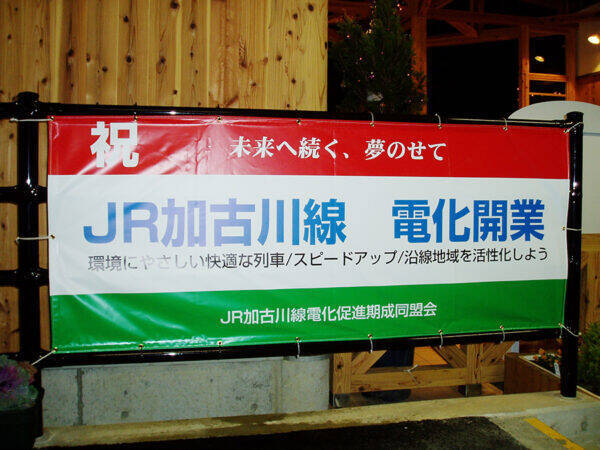 祝 未来へ続く、夢のせて
JR加古川線 電化開業
環境にやさしい快適な列車/スピードアップ/沿線地域を活性化しよう
JR加古川線電化促進期成同盟会